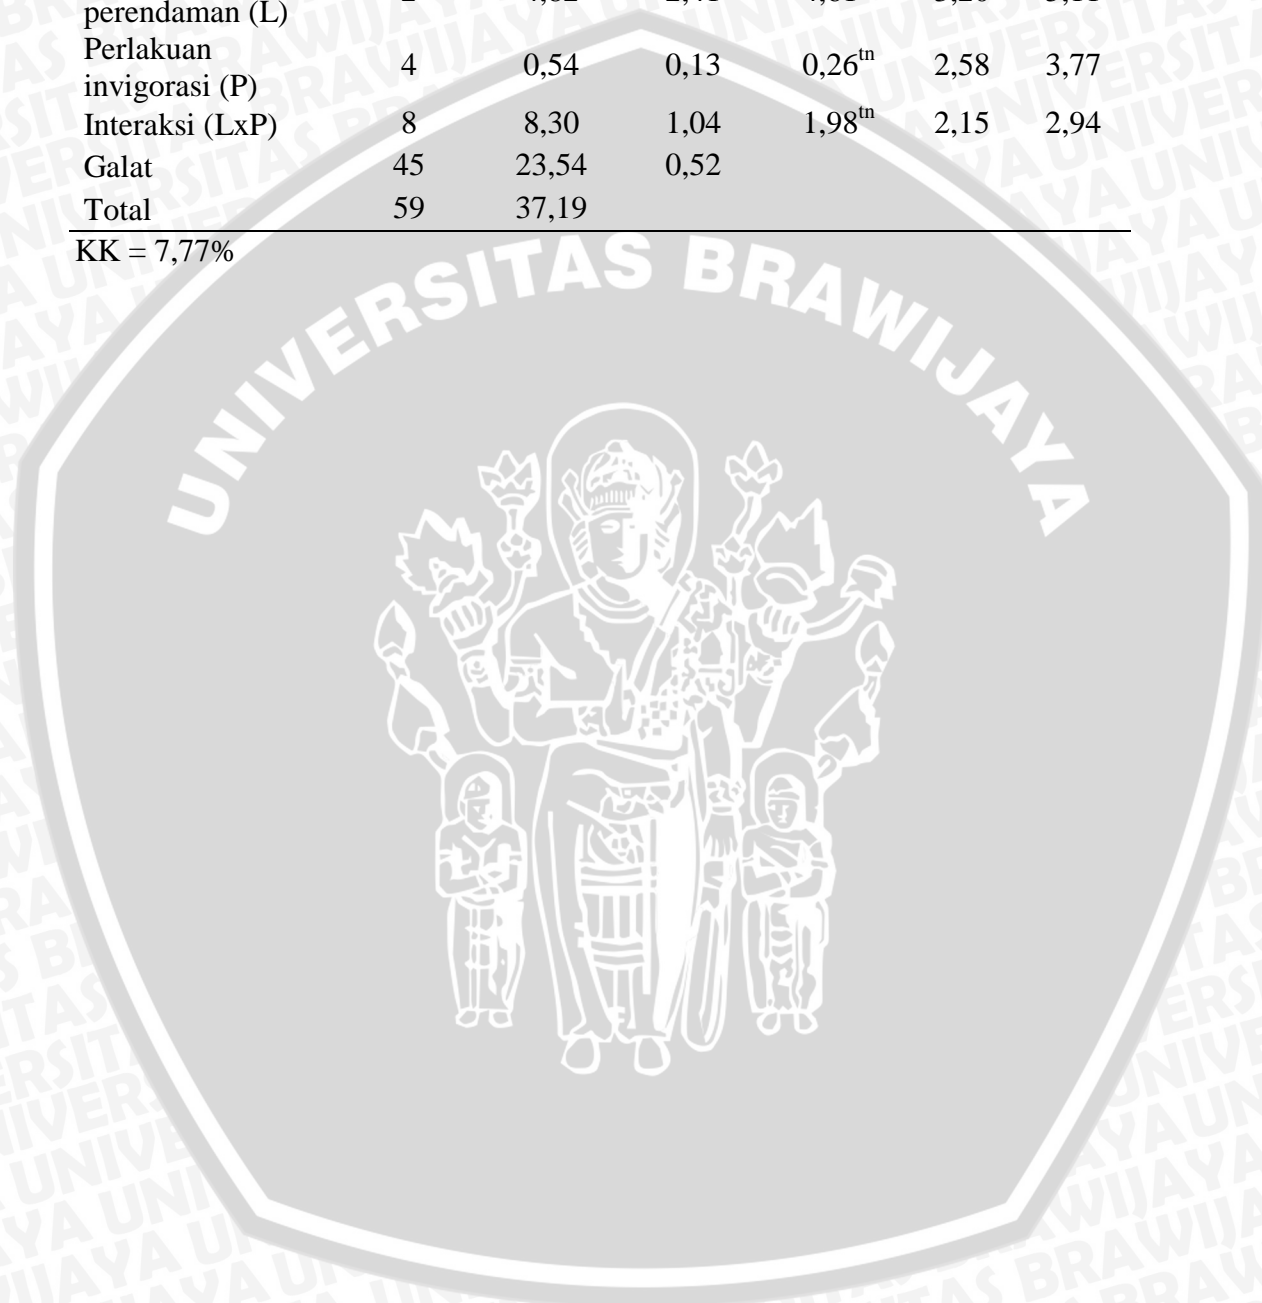 perendaman (L)
Perlakuan
invigorasi (P) 4 0,54 0,13 0,26tn 2,58 3,77
Interaksi (LxP) 8 8,30 1,04 1,98tn 2,15 2,94
Galat 45 23,54 0,52
Total 59 37,19
KK = 7,77%
UNIVERSITAS BRAWIJAYA